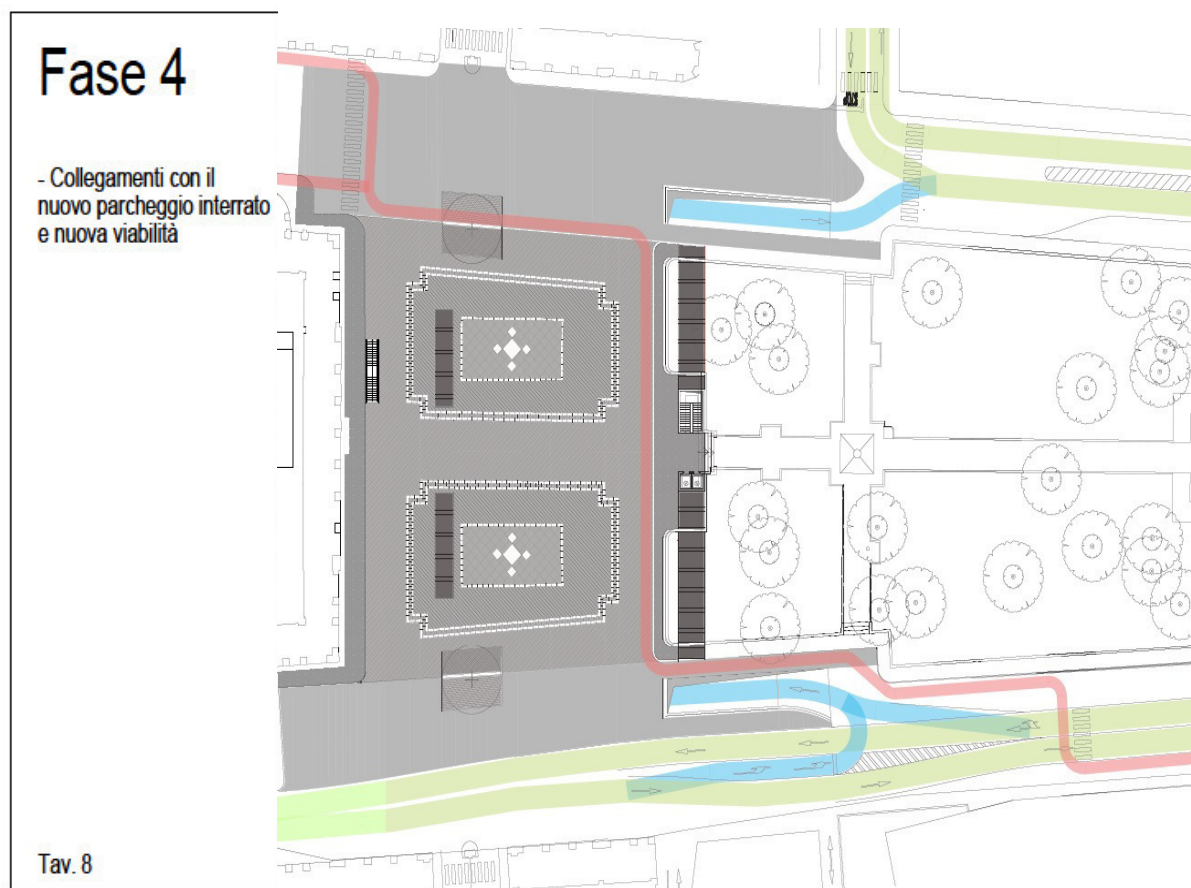 Fase 4
- Collegamenti con il
nuovo parcheggio interrato
e nuova viabilità
Tav. 8